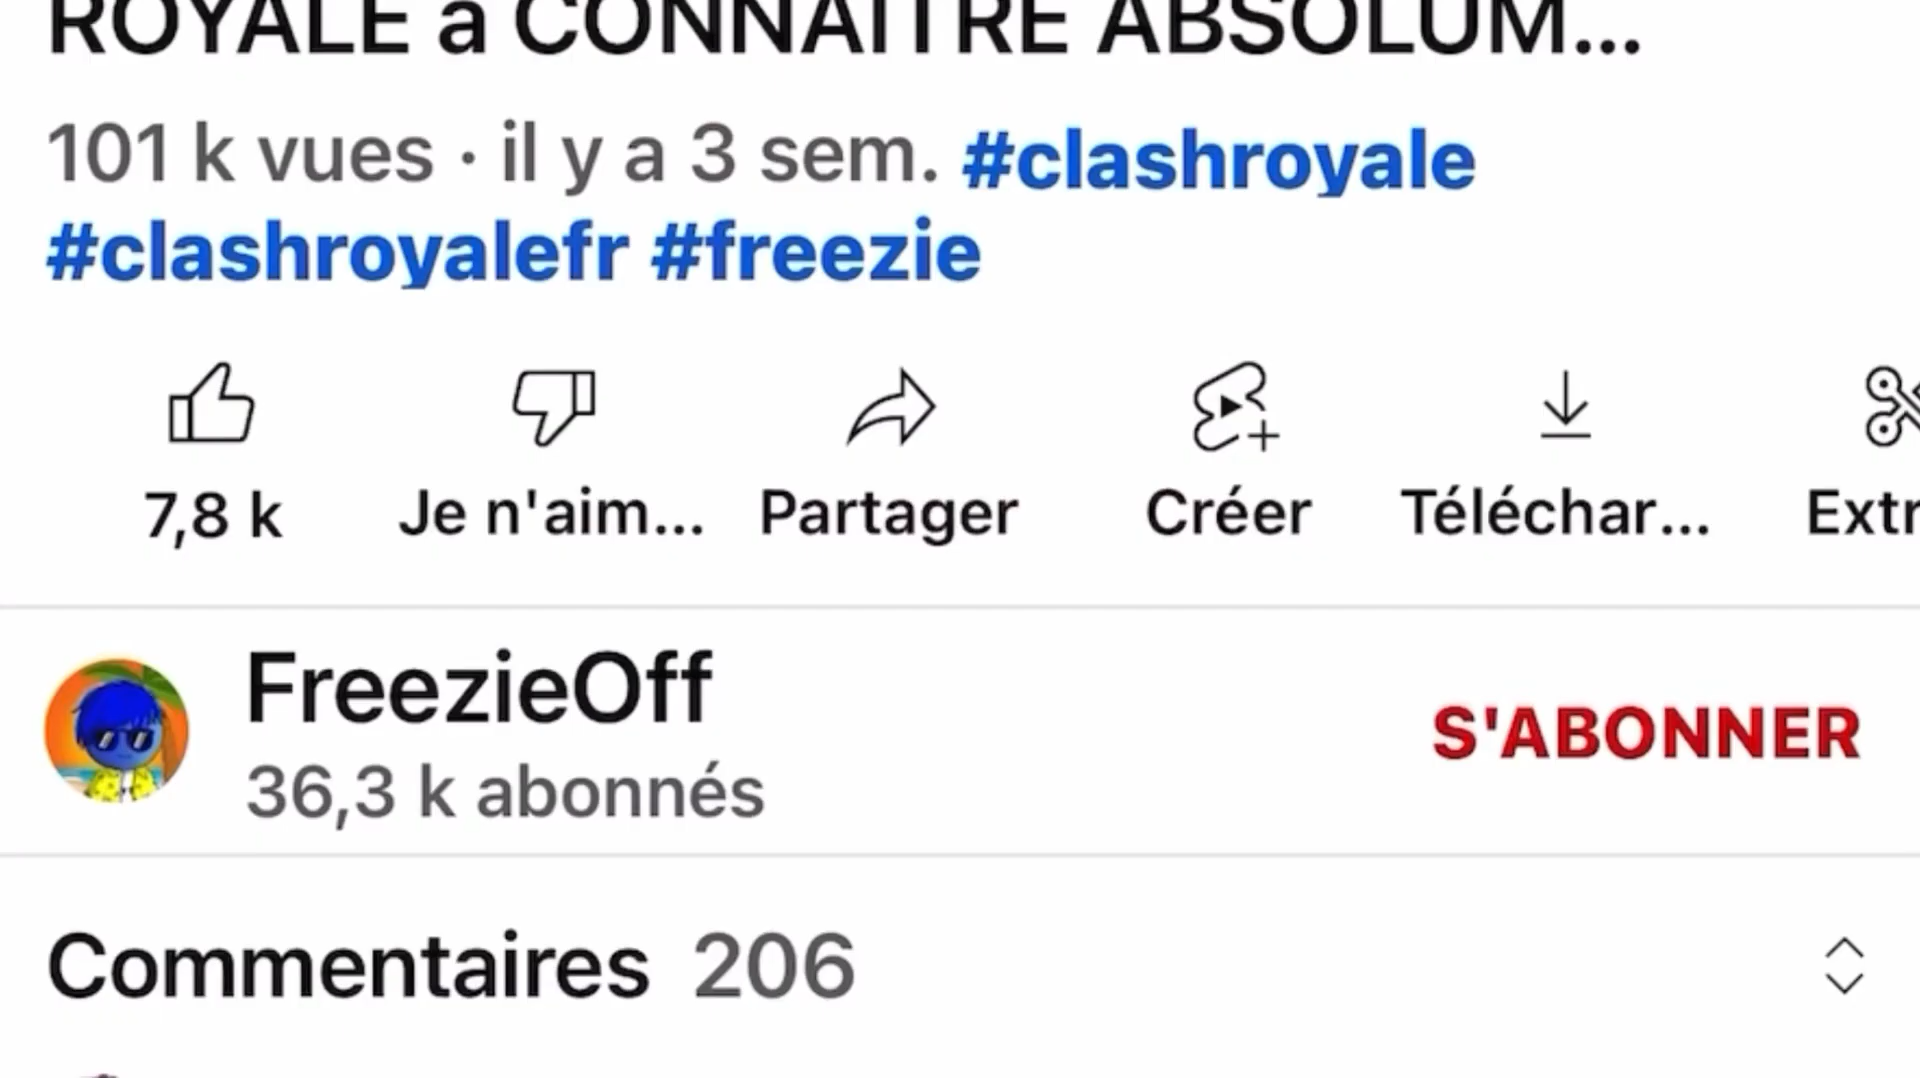 ROYALE à CONNAITRE ABSOLUM...
101 k vues · il y a 3 sem. #clashroyale
#clashroyalefr #freezie
7,8 k Je n'aim... Partager Créer Téléchar... Extr
FreezieOff
S'ABONNER
36,3 k abonnés
Commentaires 206